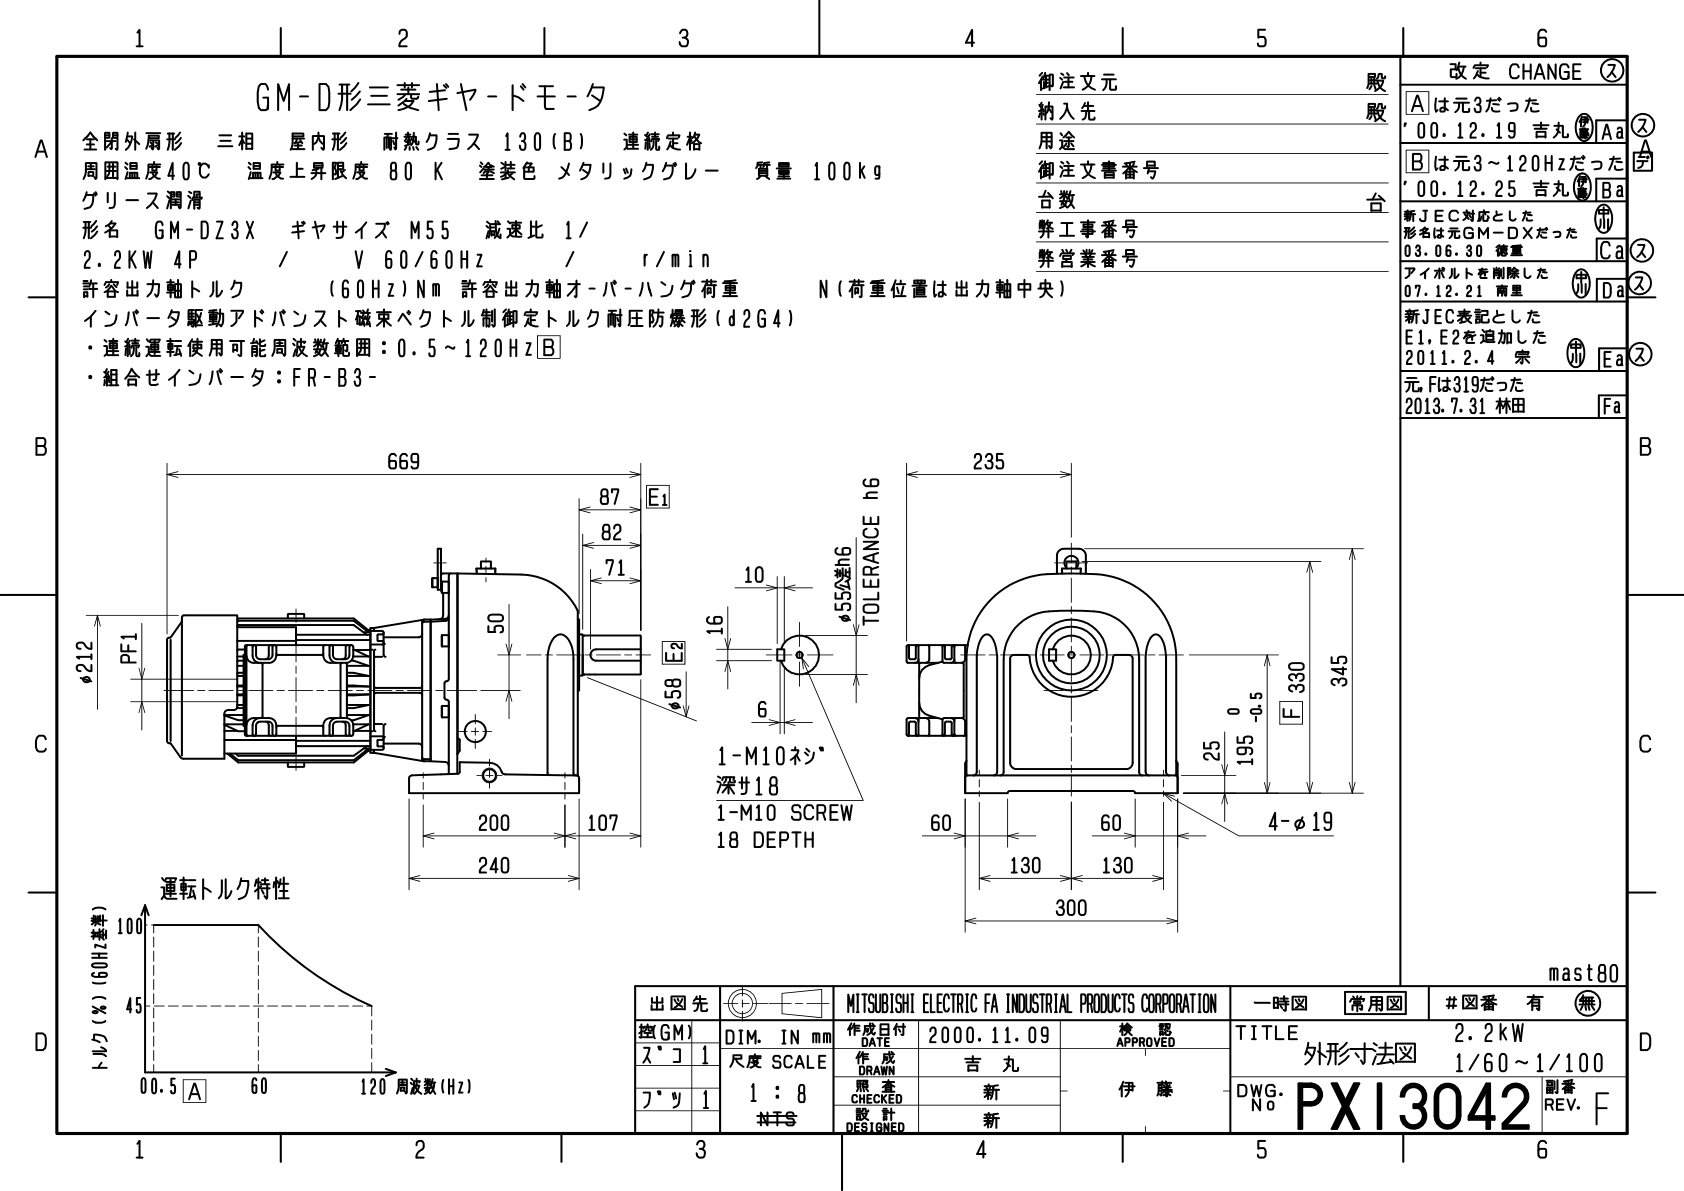 1 2 3 4 5 6
A
B
C
D
GM-D形三菱ギヤードモータ
全閉外扇形 三相 屋内形 耐熱クラス 130(B) 連続定格
周囲温度40℃ 温度上昇限度 80 K 塗装色 メタリックグレー 質量 100kg
グリース潤滑
形名 GM-DZ3X ギヤサイズ M55 減速比 1/
2.2KW 4P / V 60/60Hz / r/min
許容出力軸トルク (60Hz)Nm 許容出力軸オーバーハング荷重 N(荷重位置は出力軸中央)
インバータ駆動アドバンスト磁束ベクトル制御定トルク耐圧防爆形(d2G4)
・連続運転使用可能周波数範囲:0.5~120Hz B
・組合せインバータ:FR-B3-
御注文元 殿
納入先 殿
用途
御注文書番号
台数 台
弊工事番号
弊営業番号
改定 CHANGE ス
A は元3だった
'00.12.19 吉丸 伊藤 Aa ス
B は元3~120Hzだった
'00.12.25 吉丸 伊藤 Ba
A
テ
新JEC対応とした
形名は元GM-DXだった
03.06.30 徳重 中川 Ca ス
アイボルトを削除した
07.12.21 南里 中川 Da ス
新JEC表記とした
E1,E2を追加した
2011.2.4 宗 中川 Ea ス
元,Fは319だった
2013.7.31 林田 Fa
B
C
D
669
87 E1
82
71
50
φ212
PF1
E2
φ58
200 107
240
10
16
6
φ55公差h6
TOLERANCE h6
1-M10ネジ
深サ18
1-M10 SCREW
18 DEPTH
235
345
330
F
195 0 -0.5
25
60 60
4-φ19
130 130
300
運転トルク特性
トルク(%)(60Hz基準)
100
45
0 0.5 A 60 120 周波数(Hz)
mast80
出図先
控(GM)
ズコ 1
ブツ 1
DIM. IN mm
尺度 SCALE
1 : 8
NTS
MITSUBISHI ELECTRIC FA INDUSTRIAL PRODUCTS CORPORATION
作成日付 DATE 2000.11.09
作成 DRAWN 吉丸
照査 CHECKED 新
設計 DESIGNED 新
検認 APPROVED
伊藤
一時図 常用図 #図番 有 無
TITLE
外形寸法図
2.2kW
1/60~1/100
DWG. No PX13042
副番 REV. F
1 2 3 4 5 6